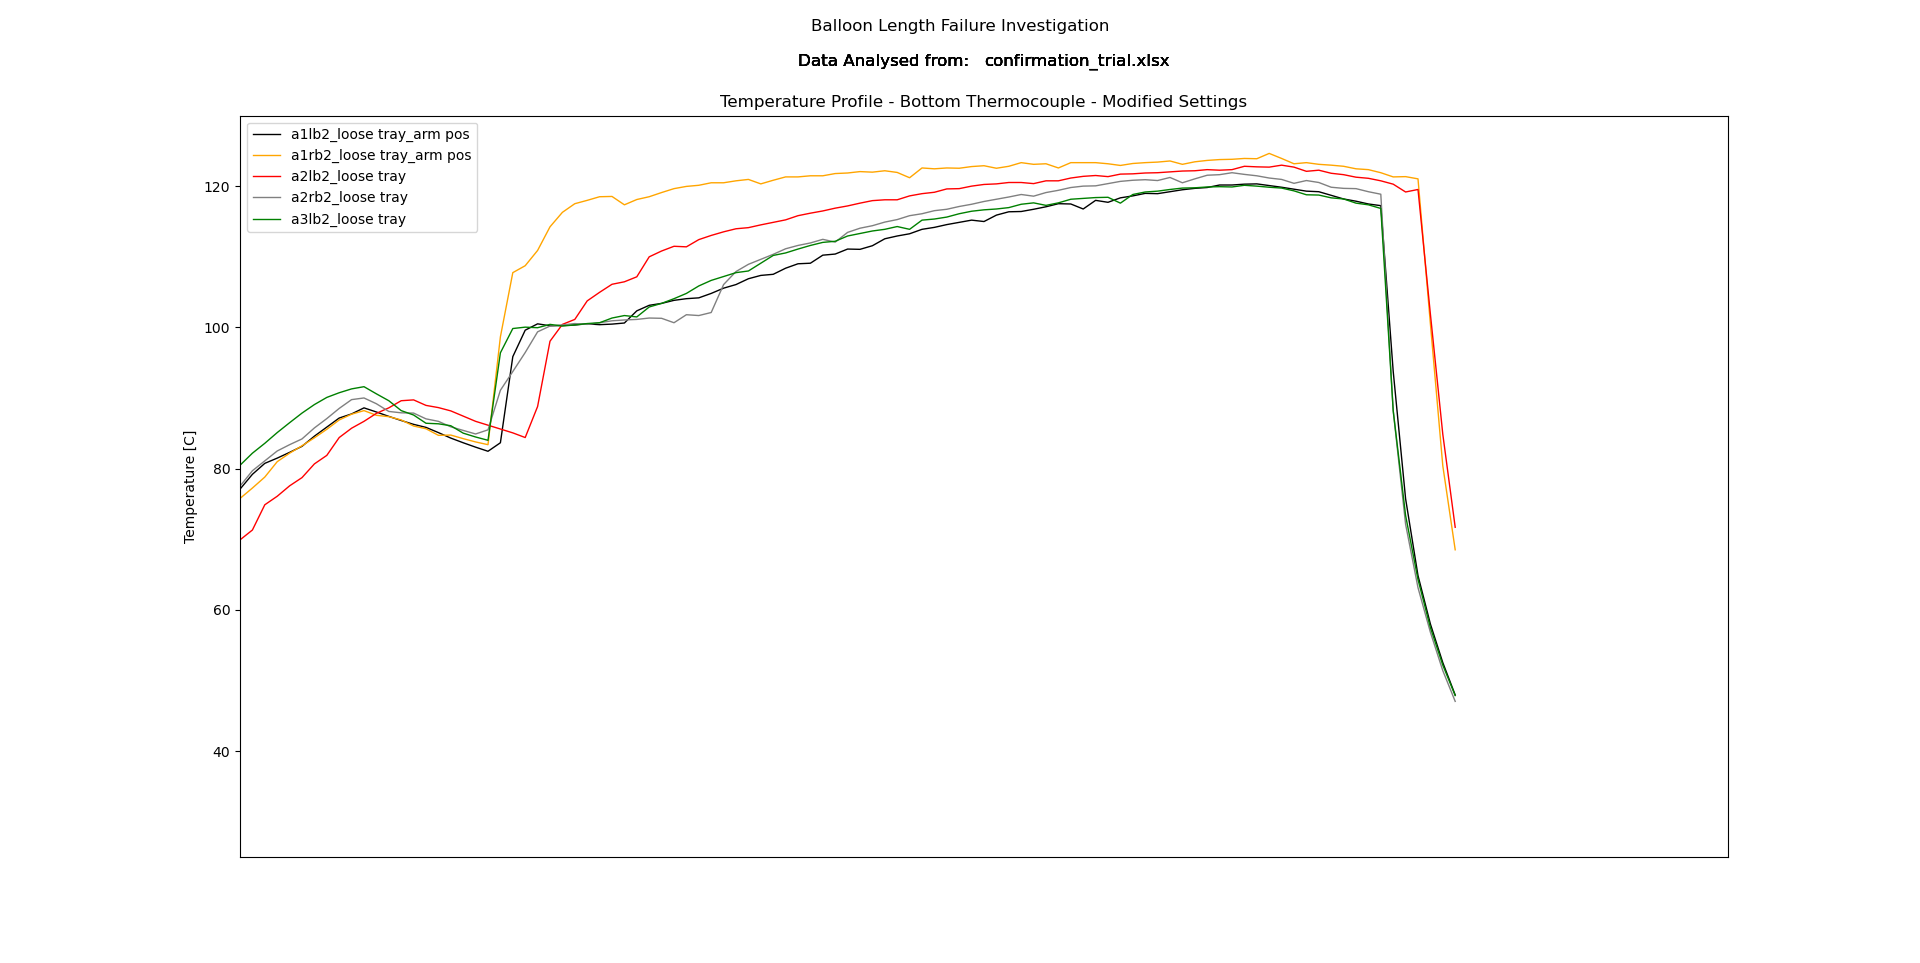 Balloon Length Failure Investigation
Data Analysed from:   confirmation_trial.xlsx
Temperature Profile - Bottom Thermocouple - Modified Settings
a1lb2_loose tray_arm pos
a1rb2_loose tray_arm pos
a2lb2_loose tray
a2rb2_loose tray
a3lb2_loose tray
120
100
80
60
40
Temperature [C]